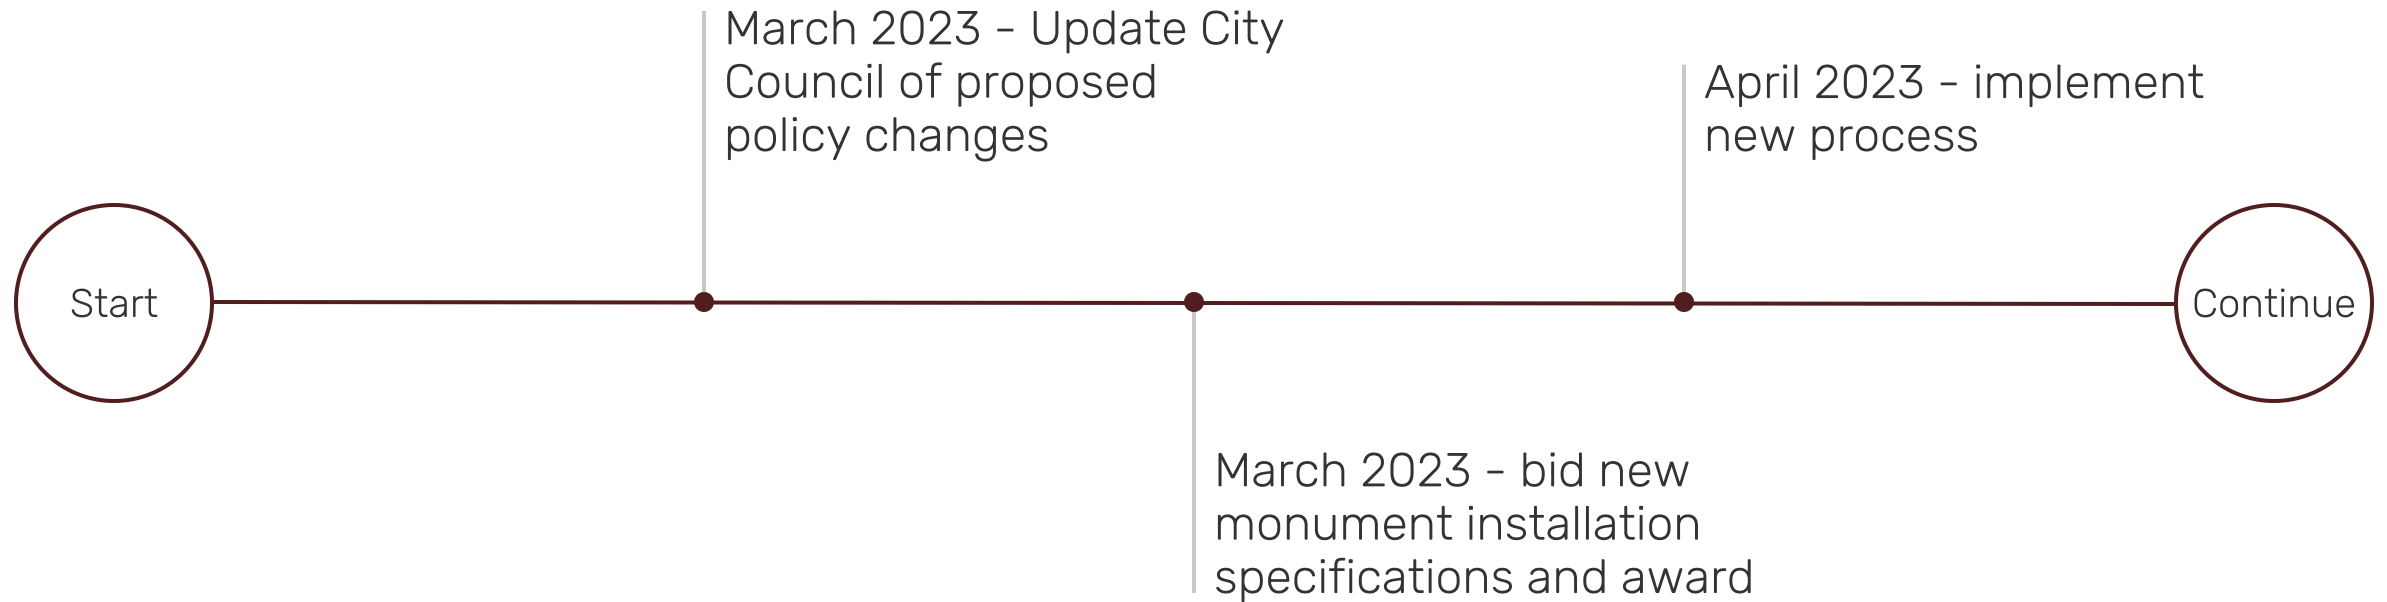 Start
March 2023 - Update City
Council of proposed
policy changes
March 2023 - bid new
monument installation
specifications and award
April 2023 - implement
new process
Continue